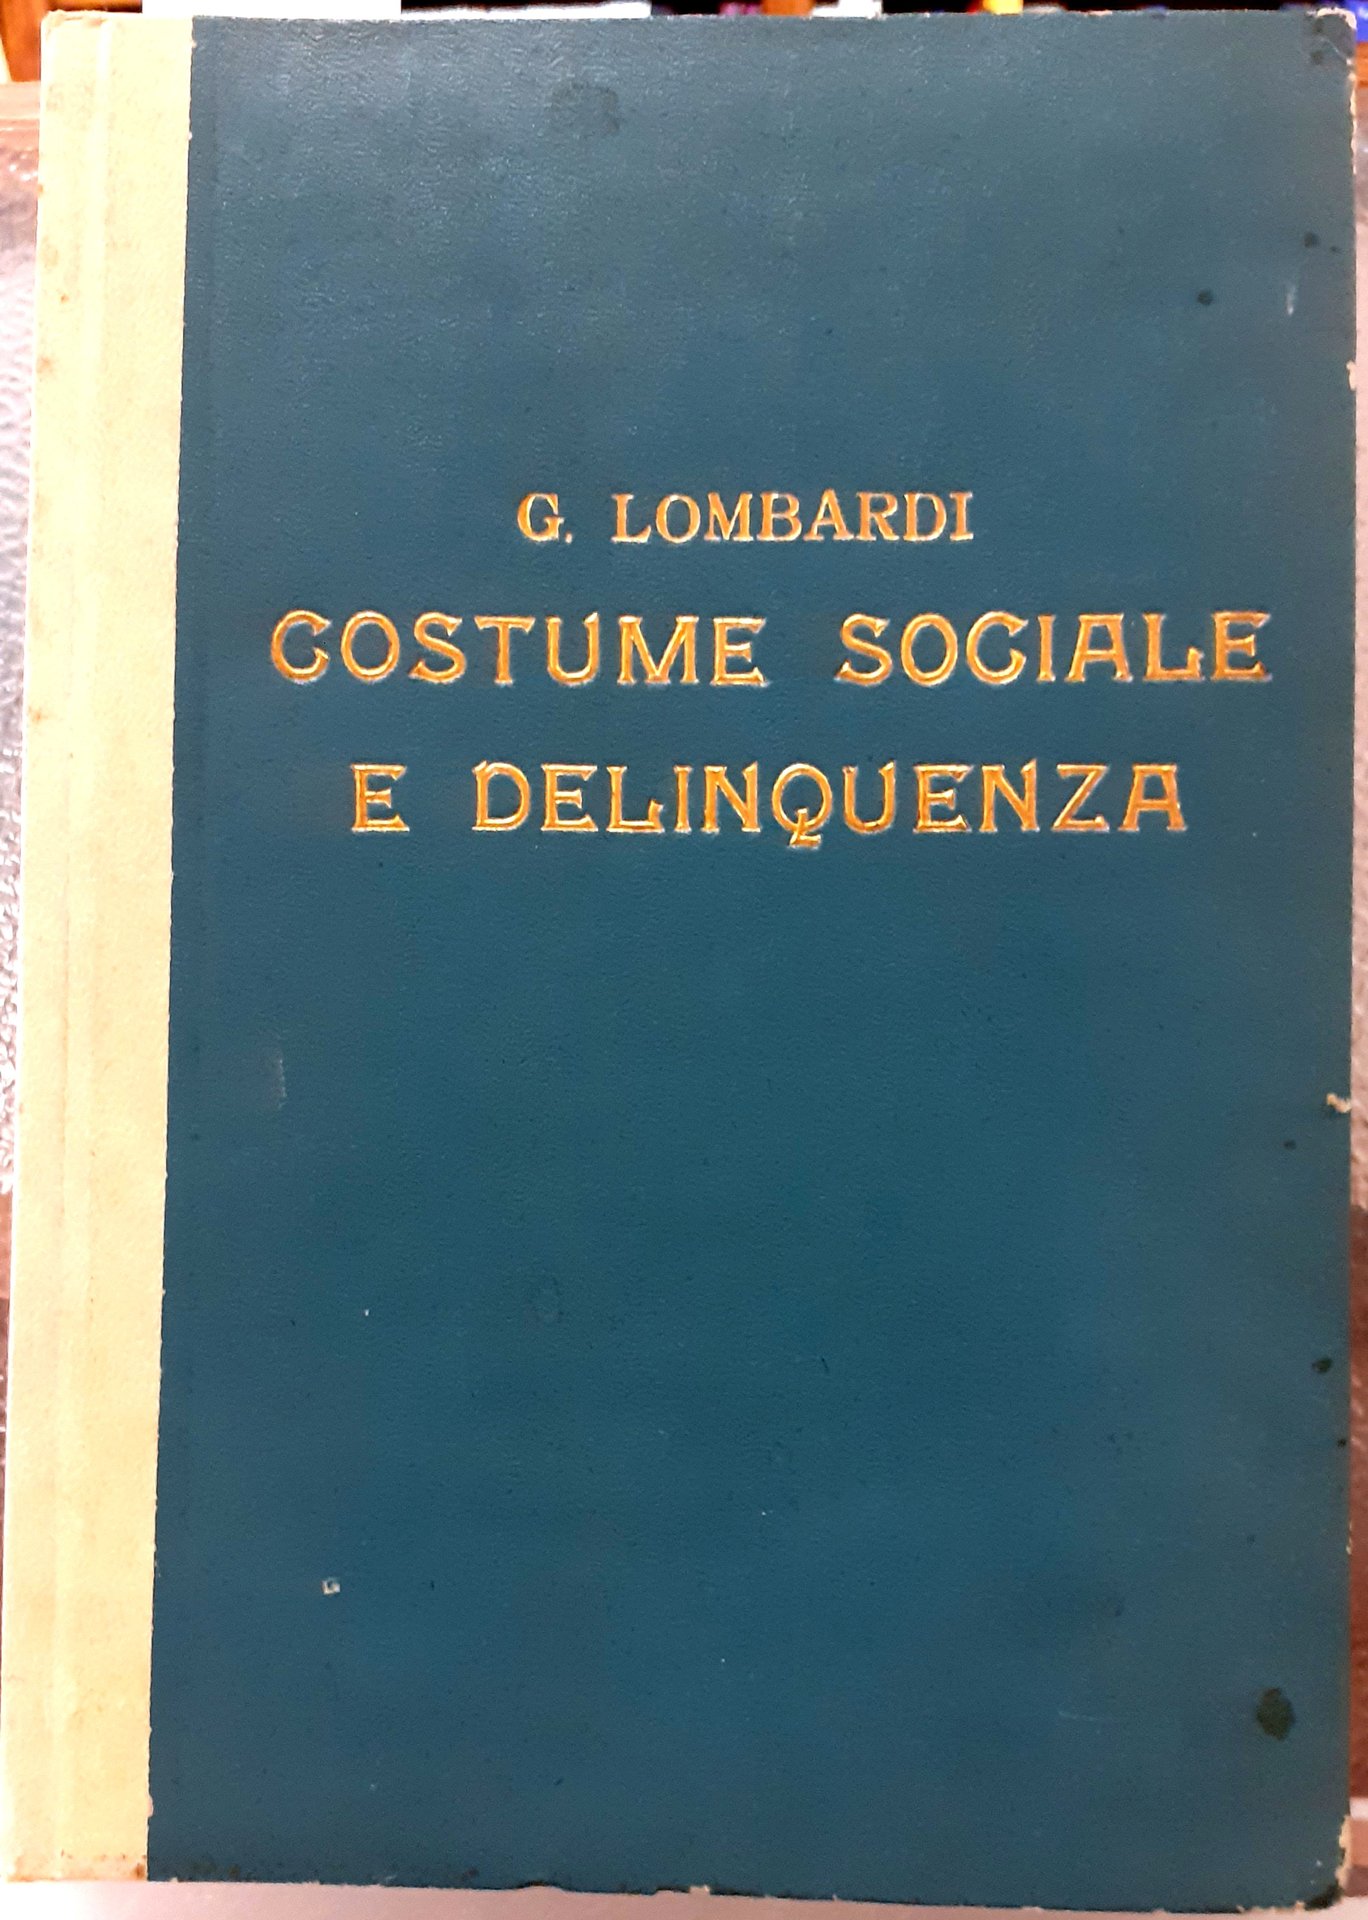 G. LOMBARDI
COSTUME SOCIALE
E DELINQUENZA